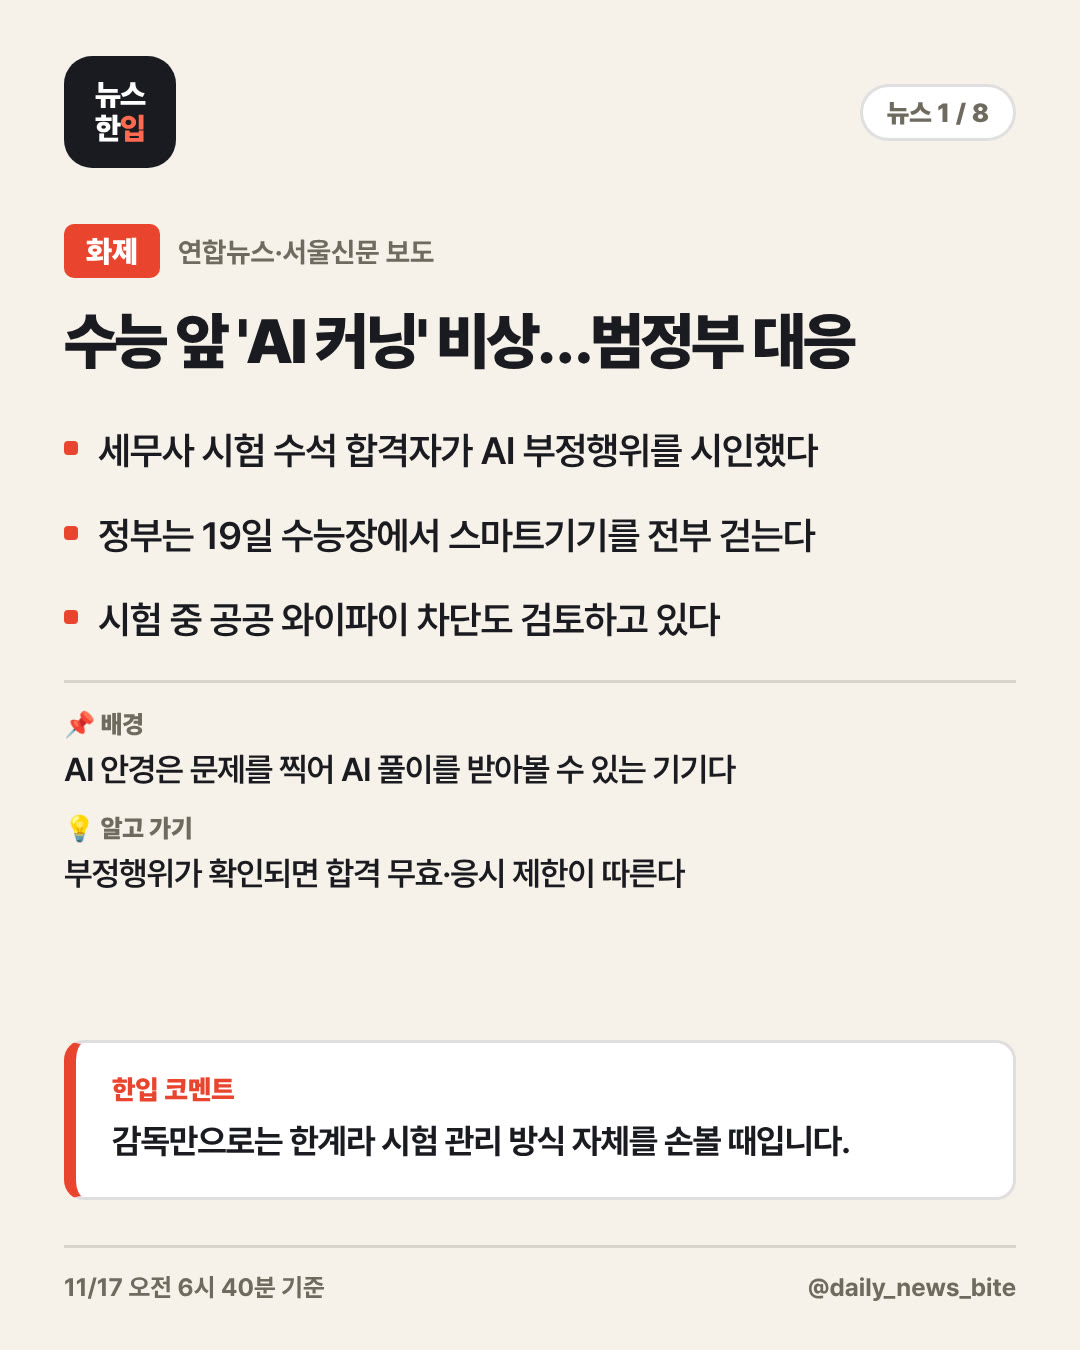 뉴스
한입
뉴스 1 / 8
화제
연합뉴스·서울신문 보도
수능 앞 'AI 커닝' 비상…범정부 대응
세무사 시험 수석 합격자가 AI 부정행위를 시인했다
정부는 19일 수능장에서 스마트기기를 전부 걷는다
시험 중 공공 와이파이 차단도 검토하고 있다
📌 배경
AI 안경은 문제를 찍어 AI 풀이를 받아볼 수 있는 기기다
💡 알고 가기
부정행위가 확인되면 합격 무효·응시 제한이 따른다
한입 코멘트
감독만으로는 한계라 시험 관리 방식 자체를 손볼 때입니다.
11/17 오전 6시 40분 기준
@daily_news_bite